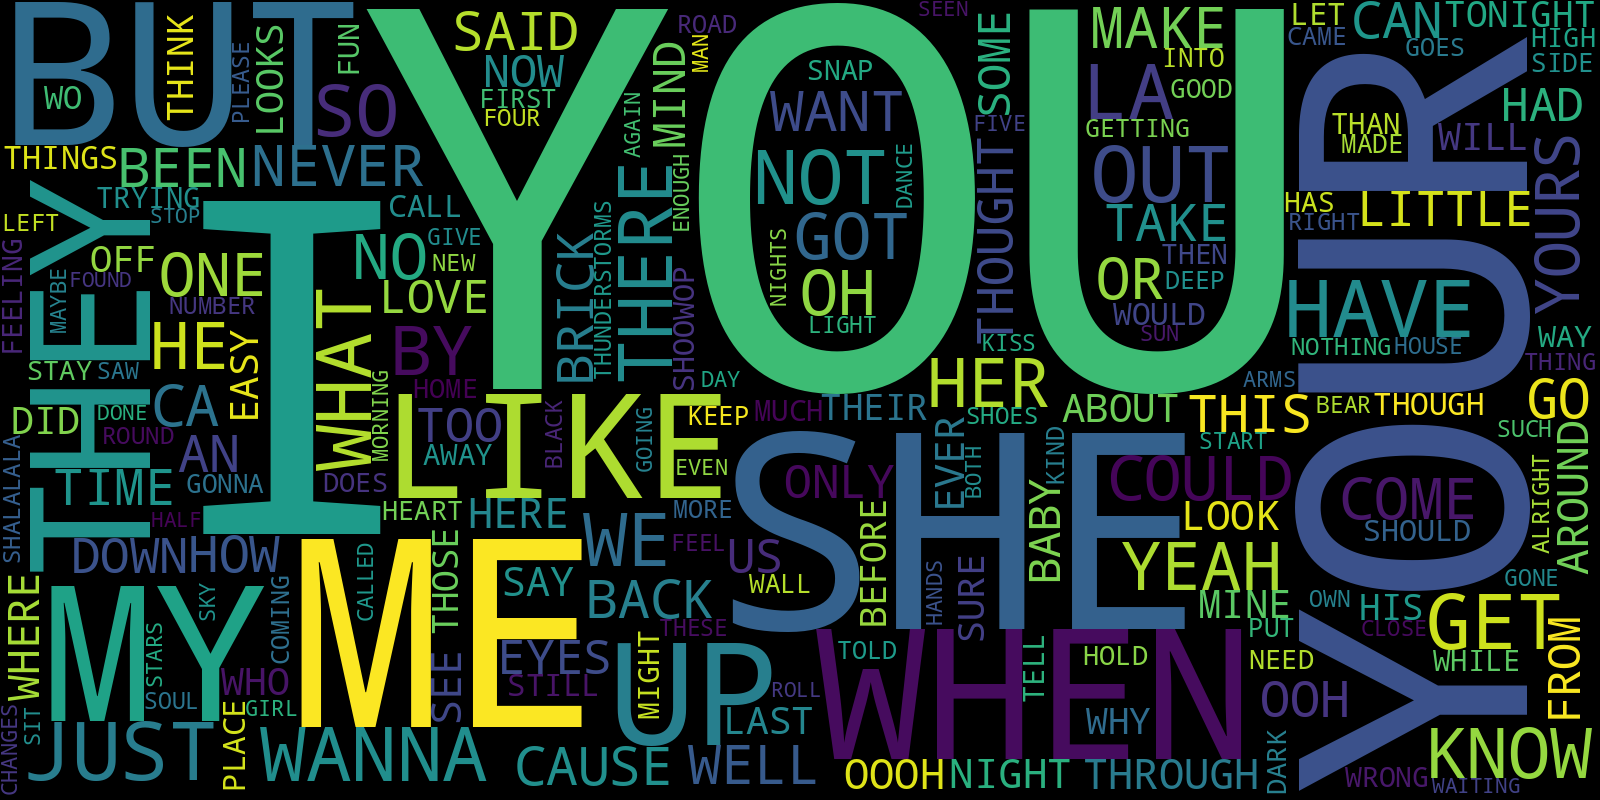 BUT
YOU
YOUR
I
ME
SHE
WHEN
THEY
MY
LIKE
UP
WO
THINK
PLEASE
LOOKS
FUN
SO
SAID
NOW
FIRST
FOUR
ROAD
MAN
MIND
AGAIN
SEEN
SOME
MAKE
INTO
LA
GOOD
GETTING
LET
CAME
CAN
TONIGHT
GOES
HIGH
SIDE
HAD
THAN
MADE
WILL
YOURS
SNAP
WANT
NOT
DANCE
GOT
OH
NIGHTS
LIGHT
FIVE
THOUGHT
OUT
TAKE
THEN
OR
DEEP
WOULD
SUN
HAS
RIGHT
LITTLE
THINGS
BEEN
NEVER
TRYING
STOP
LEFT
FEELING
OFF
FOUND
MAYBE
ONE
NUMBER
HE
EASY
CALL
NO
GIVE
NEW
LOVE
WHAT
BY
HOME
BRICK
THUNDERSTORMS
THERE
ENOUGH
SHOOWOP
HAVE
NOTHING
HOUSE
WAY
THING
KISS
DAY
HER
ARMS
STAY
SAW
DID
DONE
ROUND
CA
AN
TIME
GONNA
DOES
MORNING
TOO
AWAY
BLACK
GOING
KEEP
MUCH
THEIR
SHOES
ABOUT
THIS
START
BEAR
THOUGH
GO
SUCH
EVEN
ONLY
EVER
BOTH
KIND
COULD
LOOK
COME
SHOULD
ALRIGHT
AROUND
SHALALALA
HALF
HEART
HERE
MORE
WE
FEEL
US
WALL
BEFORE
BABY
YEAH
DOWN
HOW
CALLED
THOSE
SAY
BACK
THESE
HANDS
SURE
MINE
OWN
HIS
CLOSE
GONE
GET
WHERE
SKY
COMING
STARS
SOUL
WHO
GIRL
SEE
EYES
STILL
MIGHT
TOLD
ROLL
LAST
TELL
HOLD
PUT
NEED
WHILE
FROM
CHANGES
SIT
JUST
PLACE
WANNA
CAUSE
WELL
WHY
OOH
OOOH
NIGHT
THROUGH
DARK
WRONG
WAITING
KNOW